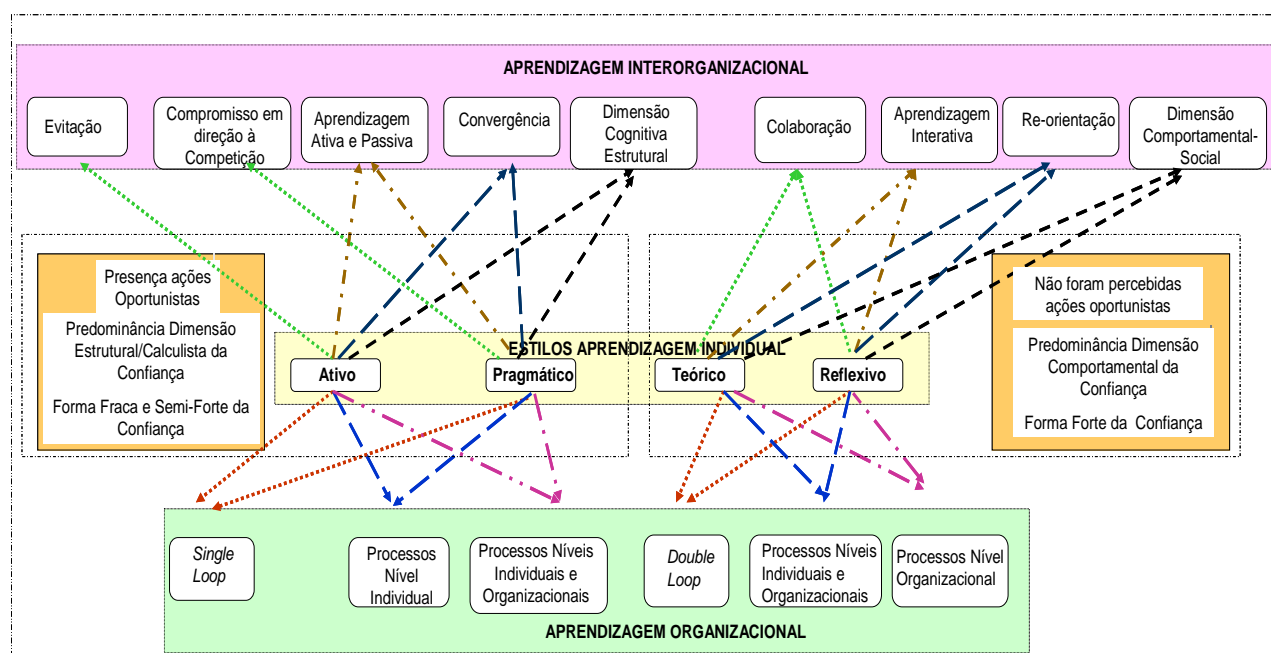 APRENDIZAGEM INTERORGANIZACIONAL
Evitação
Compromisso em
direção à
Competição
Aprendizagem
Ativa e Passiva
Convergência
Dimensão
Cognitiva
Estrutural
Colaboração
Aprendizagem
Interativa
Re-orientação
Dimensão
Comportamental-
Social
Presença ações
Oportunistas
Predominância Dimensão
Estrutural/Calculista da
Confiança
Forma Fraca e Semi-Forte da
Confiança
ESTILOS APRENDIZAGEM INDIVIDUAL
Ativo
Pragmático
Teórico
Reflexivo
Não foram percebidas
ações oportunistas
Predominância Dimensão
Comportamental da
Confiança
Forma Forte da Confiança
Single
Loop
Processos
Nível
Individual
Processos Níveis
Individuais e
Organizacionais
Double
Loop
Processos Níveis
Individuais e
Organizacionais
Processos Nível
Organizacional
APRENDIZAGEM ORGANIZACIONAL